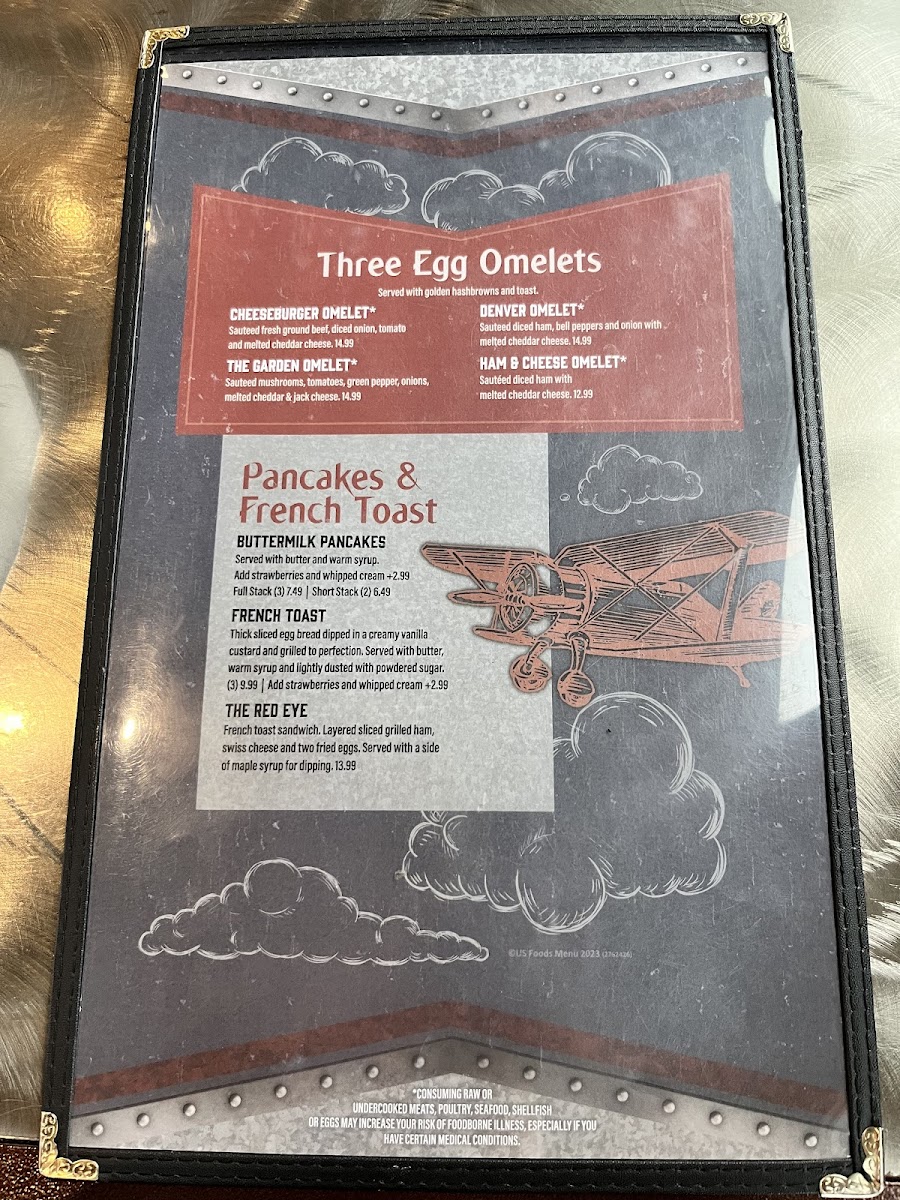 Three Egg Omelets
Served with golden hashbrowns and toast.
CHEESEBURGER OMELET*
Sauteed fresh ground beef, diced onion, tomato
and melted cheddar cheese. 14.99
THE GARDEN OMELET*
Sauteed mushrooms, tomatoes, green pepper, onions,
melted cheddar & jack cheese. 14.99
DENVER OMELET*
Sauteed diced ham, bell peppers and onion with
melted cheddar cheese. 14.99
HAM & CHEESE OMELET*
Sautéed diced ham with
melted cheddar cheese. 12.99
Pancakes &
French Toast
BUTTERMILK PANCAKES
Served with butter and warm syrup.
Add strawberries and whipped cream +2.99
Full Stack (3) 7.49 | Short Stack (2) 6.49
FRENCH TOAST
Thick sliced egg bread dipped in a creamy vanilla
custard and grilled to perfection. Served with butter,
warm syrup and lightly dusted with powdered sugar.
(3) 9.99 | Add strawberries and whipped cream +2.99
THE RED EYE
French toast sandwich. Layered sliced grilled ham,
swiss cheese and two fried eggs. Served with a side
of maple syrup for dipping. 13.99
©US Foods Menu 2023 (2762426)
*CONSUMING RAW OR
UNDERCOOKED MEATS, POULTRY, SEAFOOD, SHELLFISH
OR EGGS MAY INCREASE YOUR RISK OF FOODBORNE ILLNESS, ESPECIALLY IF YOU
HAVE CERTAIN MEDICAL CONDITIONS.